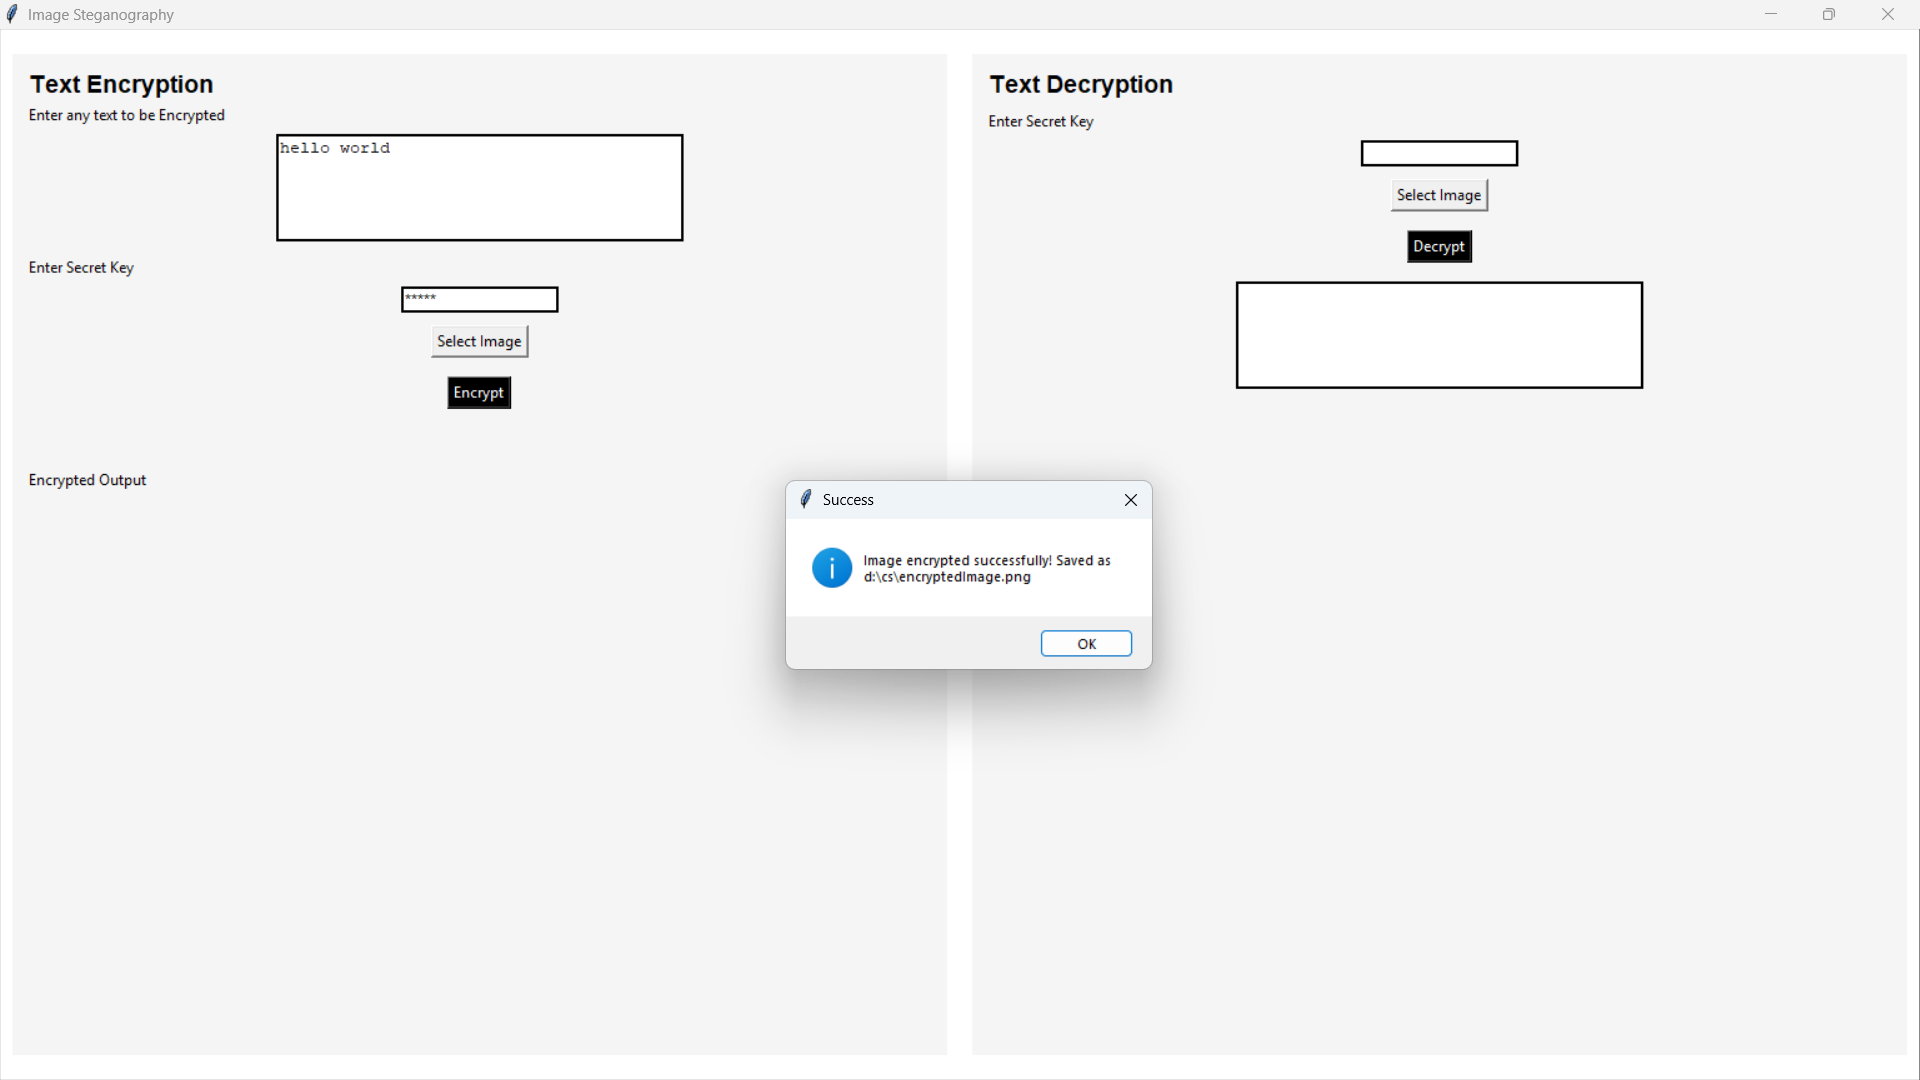 Image Steganography
Text Encryption
Enter any text to be Encrypted
hello world
Enter Secret Key
*****
Select Image
Encrypt
Encrypted Output
Text Decryption
Enter Secret Key
Select Image
Decrypt
Success
Image encrypted successfully! Saved as
d:\cs\encryptedImage.png
OK